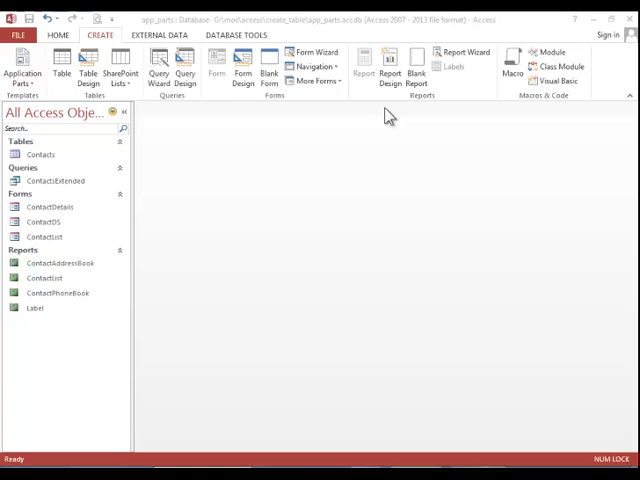 app_parts : Database- G:\mos\access\create_table\app_parts.accdb (Access 2007 - 2013 file format) - Access
FILE HOME CREATE EXTERNAL DATA DATABASE TOOLS Sign in
Application Parts
Table
Table Design
SharePoint Lists
Query Wizard
Query Design
Form
Form Design
Blank Form
Form Wizard
Navigation
More Forms
Report
Report Design
Blank Report
Report Wizard
Labels
Macro
Module
Class Module
Visual Basic
Templates Tables Queries Forms Reports Macros & Code
All Access Obje...
Search...
Tables
Contacts
Queries
ContactsExtended
Forms
ContactDetails
ContactDS
ContactList
Reports
ContactAddressBook
ContactList
ContactPhoneBook
Label
Ready NUM LOCK